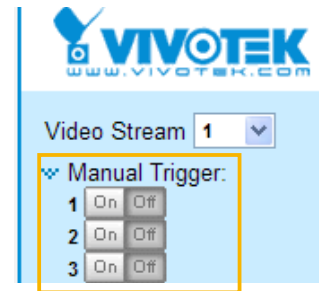 VIVOTEK
www.vivotek.com
Video Stream 1
Manual Trigger:
1 On Off
2 On Off
3 On Off